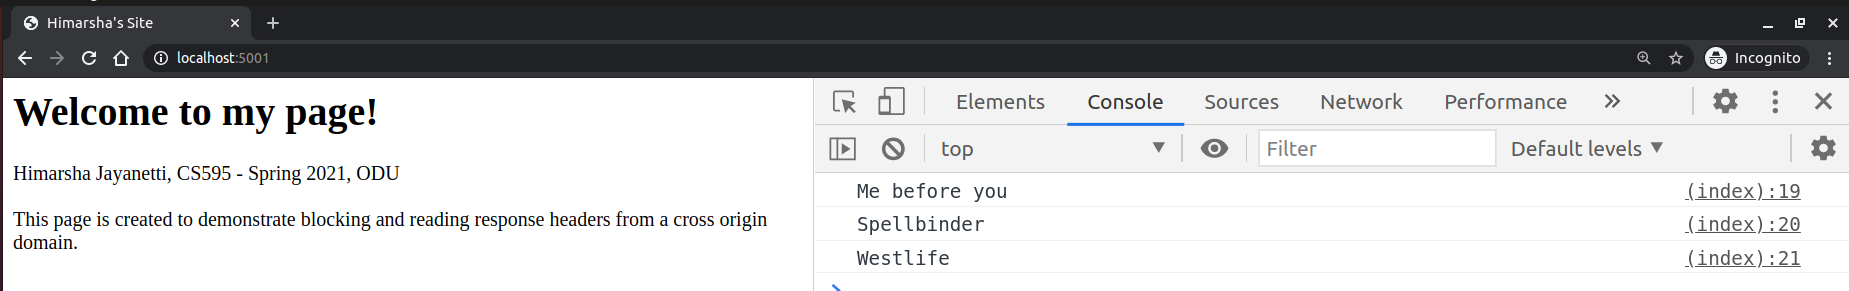 Himarsha's Site
localhost:5001
Incognito
Welcome to my page!
Himarsha Jayanetti, CS595 - Spring 2021, ODU
This page is created to demonstrate blocking and reading response headers from a cross origin
domain.
Elements Console Sources Network Performance
top Filter Default levels
Me before you (index):19
Spellbinder (index):20
Westlife (index):21